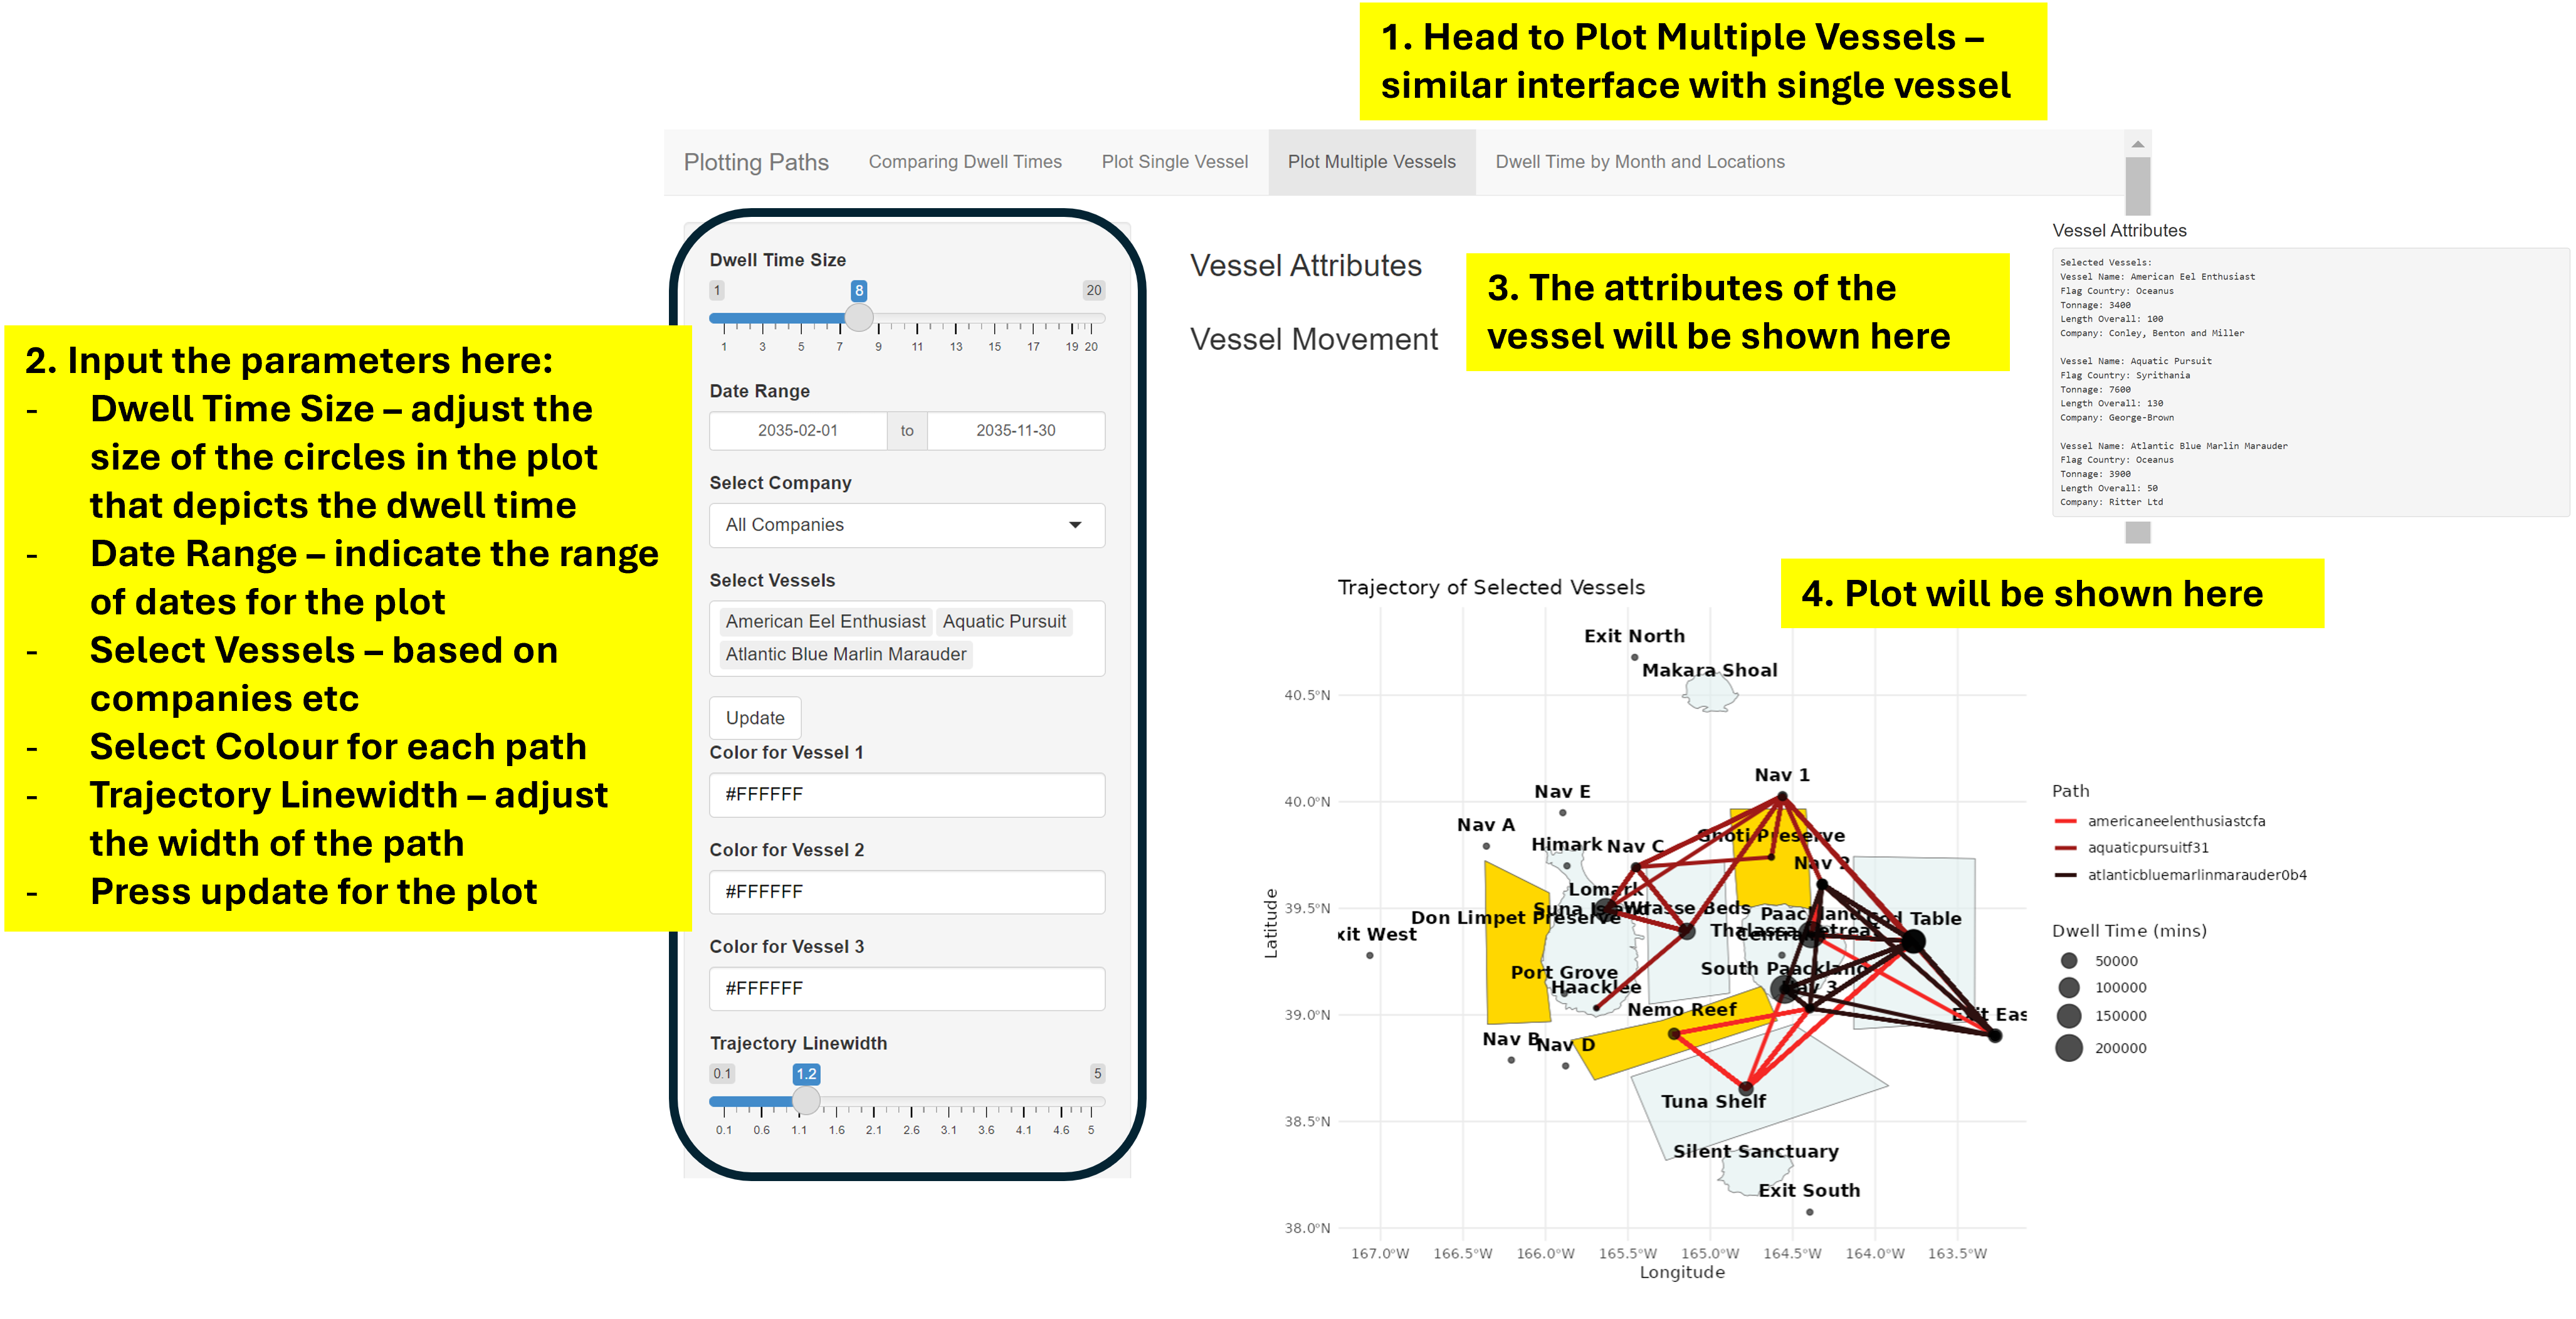 1. Head to Plot Multiple Vessels –
similar interface with single vessel
Plotting Paths
Comparing Dwell Times
Plot Single Vessel
Plot Multiple Vessels
Dwell Time by Month and Locations
2. Input the parameters here:
- Dwell Time Size – adjust the
size of the circles in the plot
that depicts the dwell time
- Date Range – indicate the range
of dates for the plot
- Select Vessels – based on
companies etc
- Select Colour for each path
- Trajectory Linewidth – adjust
the width of the path
- Press update for the plot
Dwell Time Size
1 8 20
1 3 5 7 9 11 13 15 17 19 20
Date Range
2035-02-01 to 2035-11-30
Select Company
All Companies
Select Vessels
American Eel Enthusiast Aquatic Pursuit
Atlantic Blue Marlin Marauder
Update
Color for Vessel 1
#FFFFFF
Color for Vessel 2
#FFFFFF
Color for Vessel 3
#FFFFFF
Trajectory Linewidth
0.1 1.2 5
0.1 0.6 1.1 1.6 2.1 2.6 3.1 3.6 4.1 4.6 5
Vessel Attributes
Vessel Movement
3. The attributes of the
vessel will be shown here
Vessel Attributes
Selected Vessels:
Vessel Name: American Eel Enthusiast
Flag Country: Oceanus
Tonnage: 3400
Length Overall: 100
Company: Conley, Benton and Miller
Vessel Name: Aquatic Pursuit
Flag Country: Syrithania
Tonnage: 7600
Length Overall: 130
Company: George-Brown
Vessel Name: Atlantic Blue Marlin Marauder
Flag Country: Oceanus
Tonnage: 3900
Length Overall: 50
Company: Ritter Ltd
4. Plot will be shown here
Trajectory of Selected Vessels
Exit North
Makara Shoal
Nav 1
Nav E
Nav A
Ghoti Preserve
Himark
Nav C
Nav 2
Lomark
Suna Island
Wrasse Beds
Paackland
Cod Table
Don Limpet Preserve
Thalassa Retreat
Centralia
xit West
South Paackland
Port Grove
Haacklee
Nav 3
Nemo Reef
Exit Eas
Nav B
Nav D
Tuna Shelf
Silent Sanctuary
Exit South
Latitude
40.5°N
40.0°N
39.5°N
39.0°N
38.5°N
38.0°N
167.0°W 166.5°W 166.0°W 165.5°W 165.0°W 164.5°W 164.0°W 163.5°W
Longitude
Path
americaneelenthusiastcfa
aquaticpursuitf31
atlanticbluemarlinmarauder0b4
Dwell Time (mins)
50000
100000
150000
200000